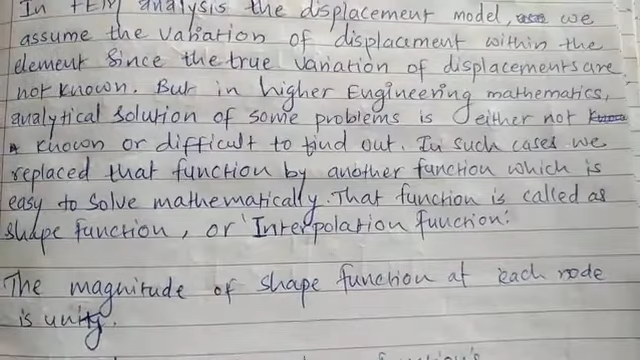 In FEM analysis the displacement model, we
assume the variation of displacement within the
element since the true variation of displacements are
not known. But in higher Engineering mathematics,
analytical solution of some problems is either not
known or difficult to find out. In such cases we
replaced that function by another function which is
easy to solve mathematically. That function is called as
shape function, or 'Interpolation function:
The magnitude of shape function at each node
is unity.